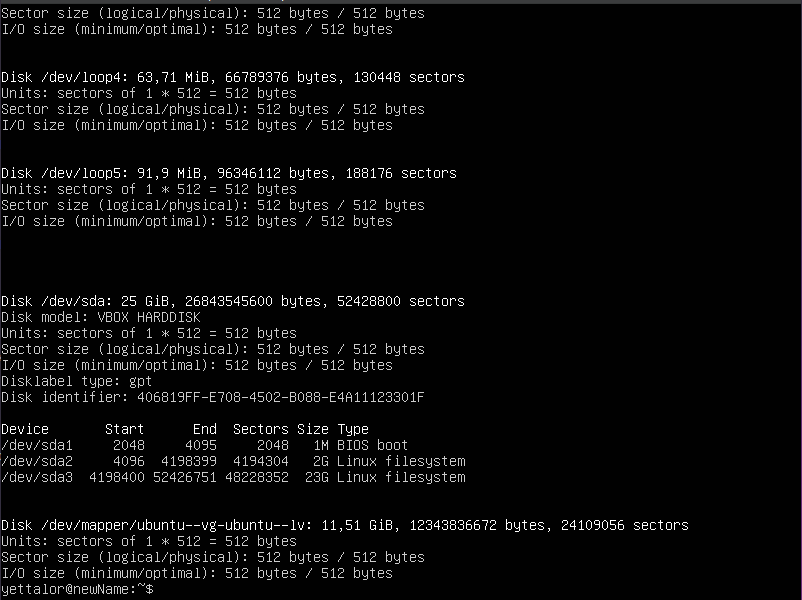 Sector size (logical/physical): 512 bytes / 512 bytes
I/O size (minimum/optimal): 512 bytes / 512 bytes
Disk /dev/loop4: 63,71 MiB, 66789376 bytes, 130448 sectors
Units: sectors of 1 * 512 = 512 bytes
Sector size (logical/physical): 512 bytes / 512 bytes
I/O size (minimum/optimal): 512 bytes / 512 bytes
Disk /dev/loop5: 91,9 MiB, 96346112 bytes, 188176 sectors
Units: sectors of 1 * 512 = 512 bytes
Sector size (logical/physical): 512 bytes / 512 bytes
I/O size (minimum/optimal): 512 bytes / 512 bytes
Disk /dev/sda: 25 GiB, 26843545600 bytes, 52428800 sectors
Disk model: VBOX HARDDISK
Units: sectors of 1 * 512 = 512 bytes
Sector size (logical/physical): 512 bytes / 512 bytes
I/O size (minimum/optimal): 512 bytes / 512 bytes
Disklabel type: gpt
Disk identifier: 406819FF-E708-4502-B088-E4A11123301F
Device       Start      End  Sectors Size Type
/dev/sda1     2048     4095     2048   1M BIOS boot
/dev/sda2     4096  4198399  4194304   2G Linux filesystem
/dev/sda3  4198400 52426751 48228352  23G Linux filesystem
Disk /dev/mapper/ubuntu--vg-ubuntu--lv: 11,51 GiB, 12343836672 bytes, 24109056 sectors
Units: sectors of 1 * 512 = 512 bytes
Sector size (logical/physical): 512 bytes / 512 bytes
I/O size (minimum/optimal): 512 bytes / 512 bytes
yettalor@newName:~$